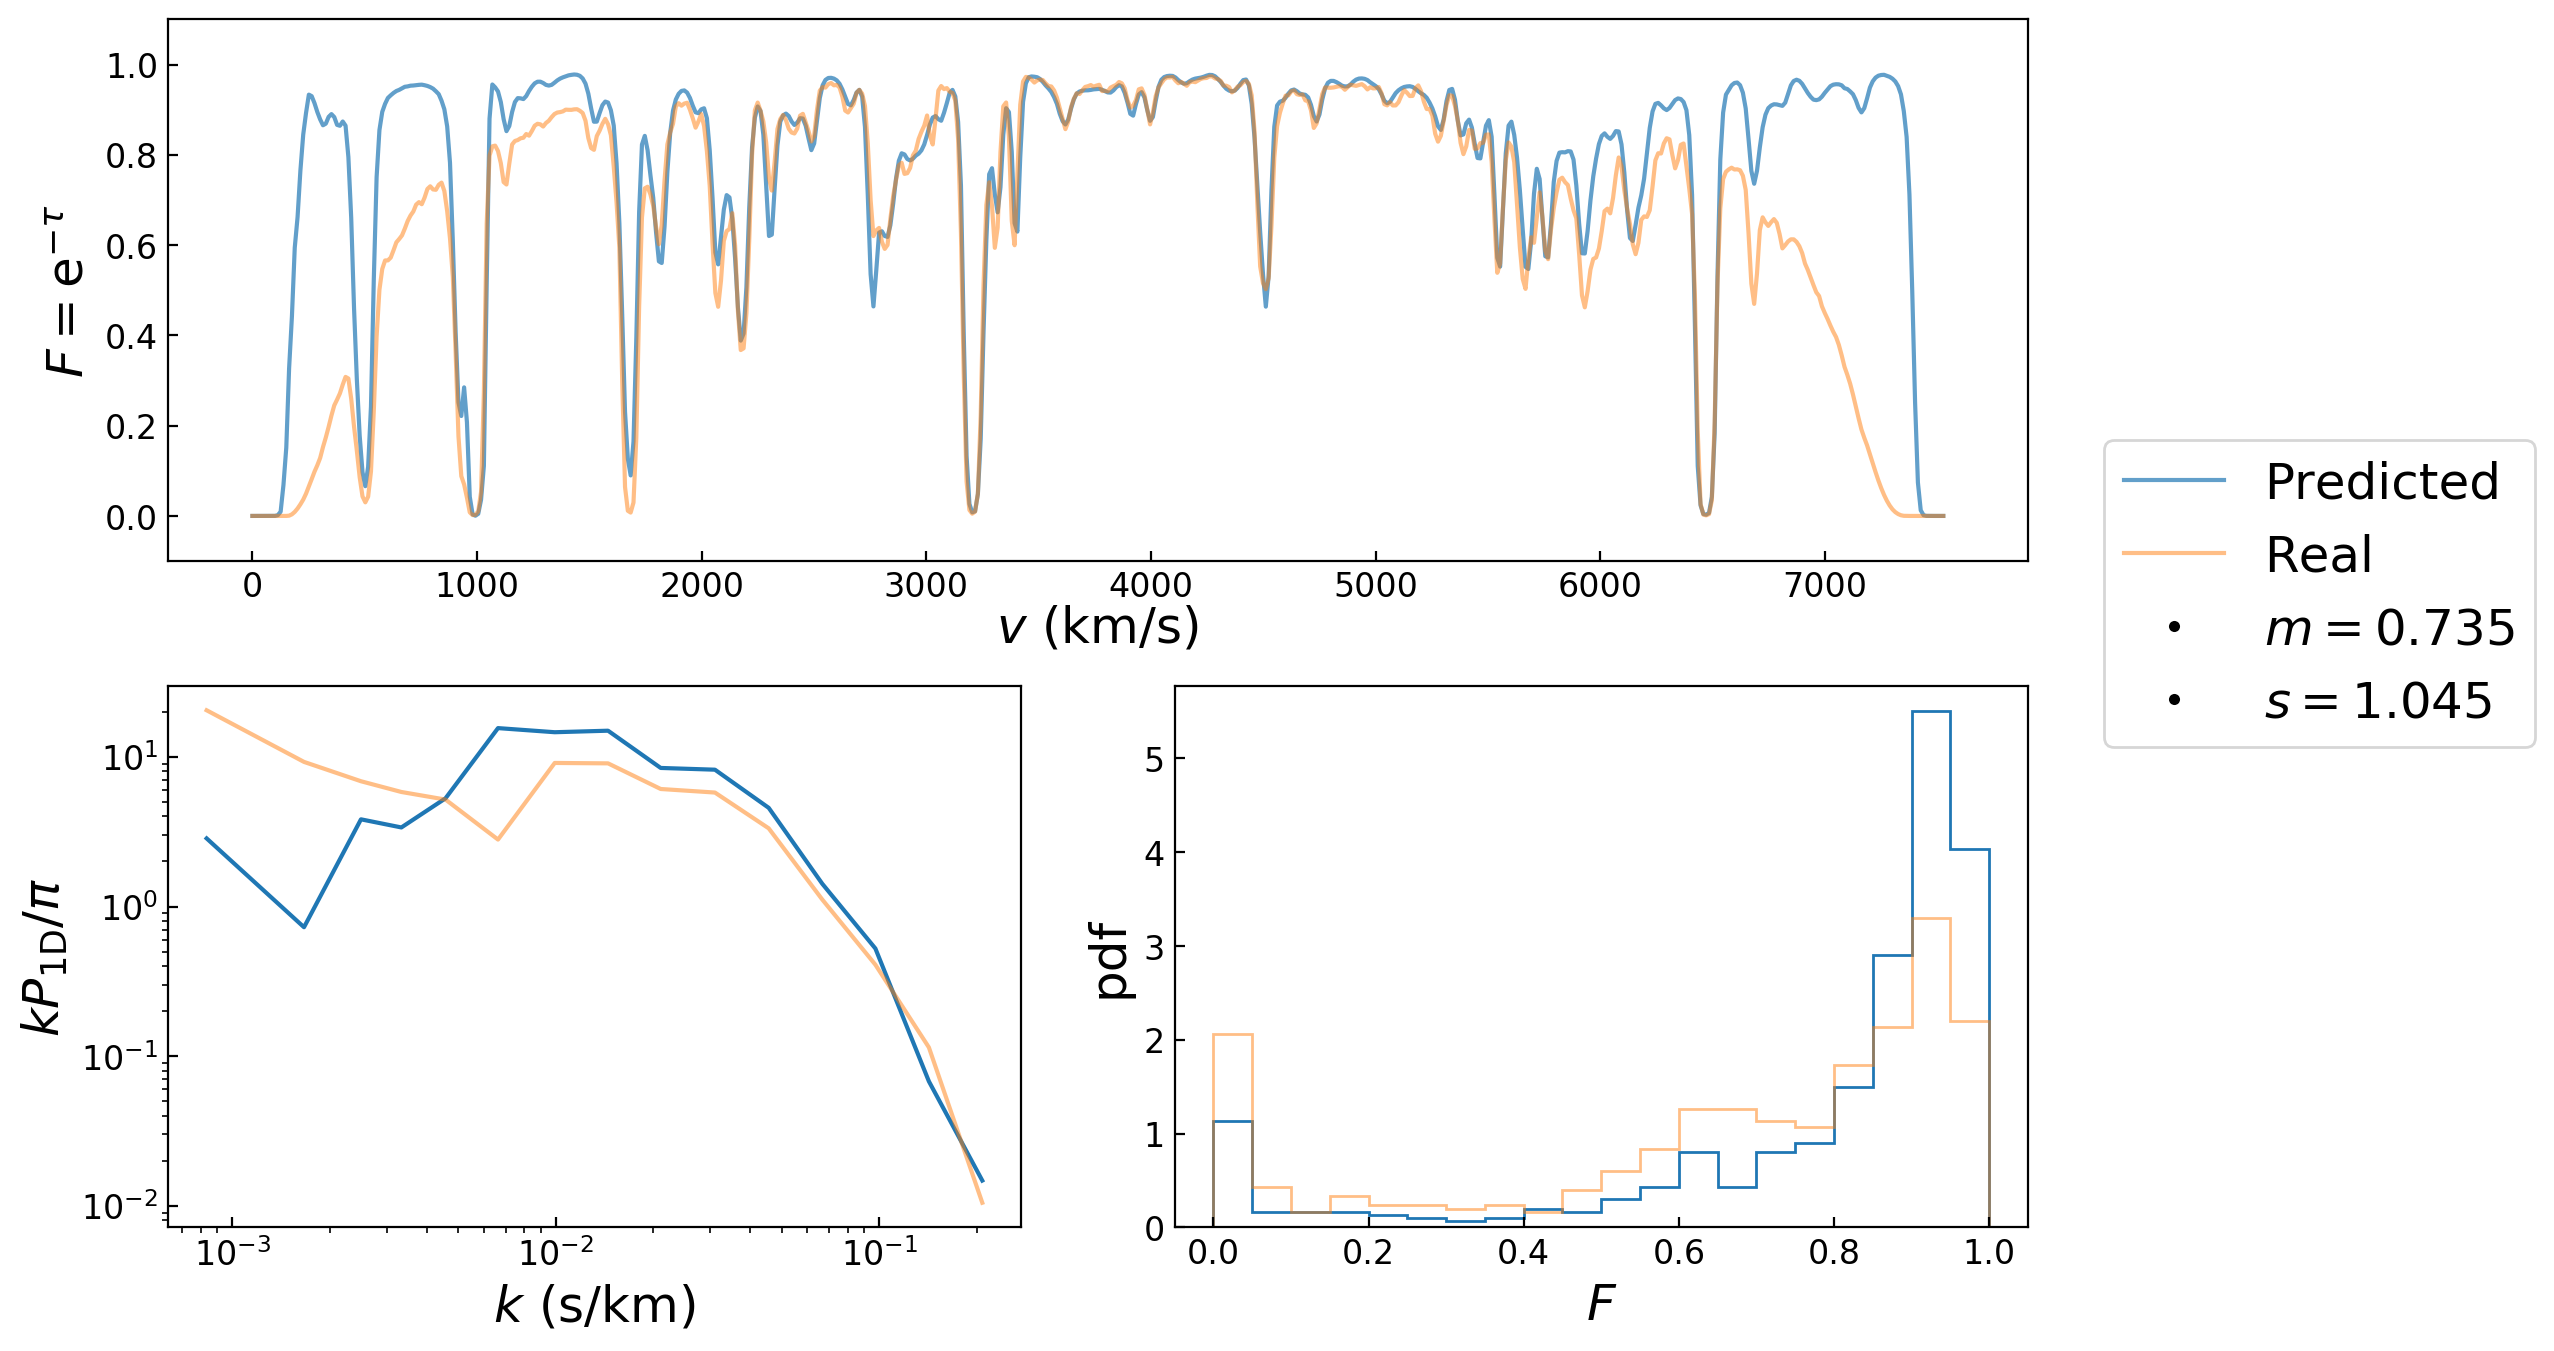 1.0
0.8
0.6
0.4
0.2
0.0
F = e^{−τ}
0 1000 2000 3000 4000 5000 6000 7000
v (km/s)
Predicted
Real
m = 0.735
s = 1.045
10^1
10^0
10^{−1}
10^{−2}
kP_{1D}/π
10^{−3} 10^{−2} 10^{−1}
k (s/km)
5
4
3
2
1
0
pdf
0.0 0.2 0.4 0.6 0.8 1.0
F